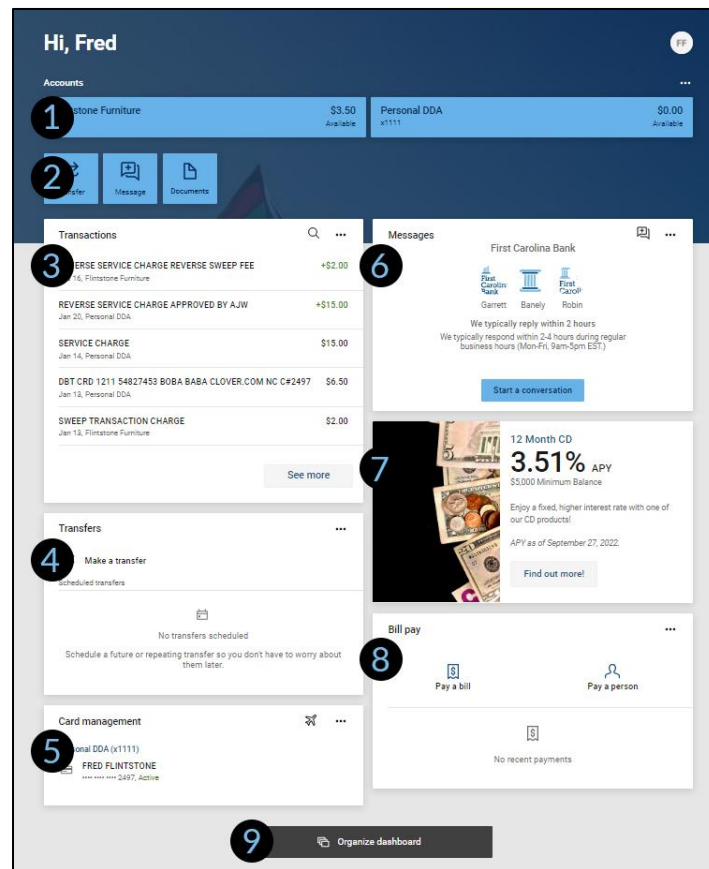 Hi, Fred
FF
Accounts
1
stone Furniture
$3.50
Available
Personal DDA
x1111
$0.00
Available
2
Message
Documents
Transactions
3
ERSE SERVICE CHARGE REVERSE SWEEP FEE
+$2.00
16, Flintstone Furniture
REVERSE SERVICE CHARGE APPROVED BY AJW
+$15.00
Jan 20, Personal DDA
SERVICE CHARGE
$15.00
Jan 14, Personal DDA
DBT CRD 1211 54827453 BOBA BABA CLOVER.COM NC C#2497
$6.50
Jan 13, Personal DDA
SWEEP TRANSACTION CHARGE
$2.00
Jan 13, Flintstone Furniture
See more
Transfers
4
Make a transfer
Scheduled transfers
No transfers scheduled
Schedule a future or repeating transfer so you don't have to worry about
them later.
Card management
5
onal DDA (x1111)
FRED FLINTSTONE
•••• •••• •••• 2497, Active
Messages
6
First Carolina Bank
First
Carolin
Bank
First
Caroli
Garrett
Banely
Robin
We typically reply within 2 hours
We typically respond within 2-4 hours during regular
business hours (Mon-Fri, 9am-5pm EST.)
Start a conversation
7
12 Month CD
3.51% APY
$5,000 Minimum Balance
Enjoy a fixed, higher interest rate with one of
our CD products!
APY as of September 27, 2022.
Find out more!
Bill pay
8
Pay a bill
Pay a person
No recent payments
9
Organize dashboard